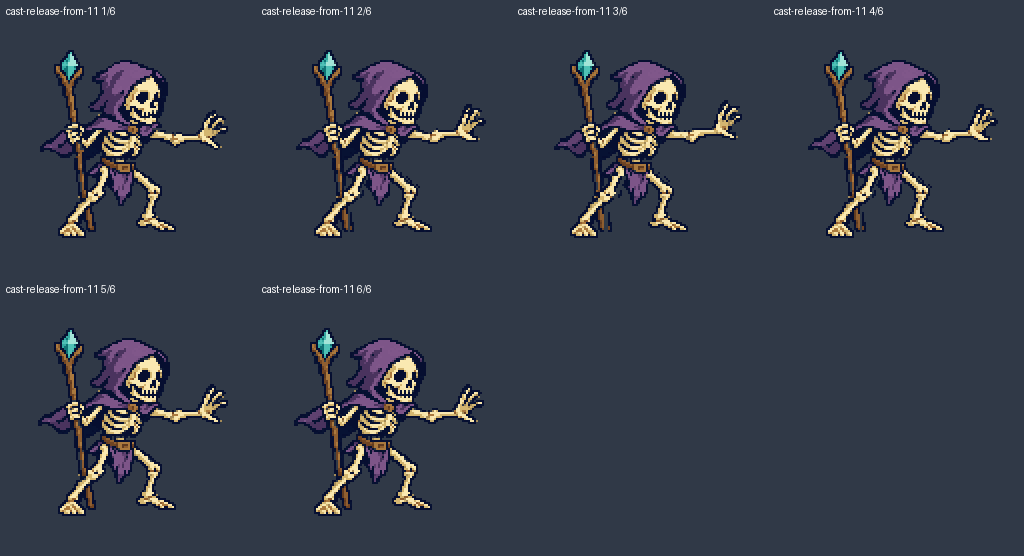 cast-release-from-11 1/6
cast-release-from-11 2/6
cast-release-from-11 3/6
cast-release-from-11 4/6
cast-release-from-11 5/6
cast-release-from-11 6/6